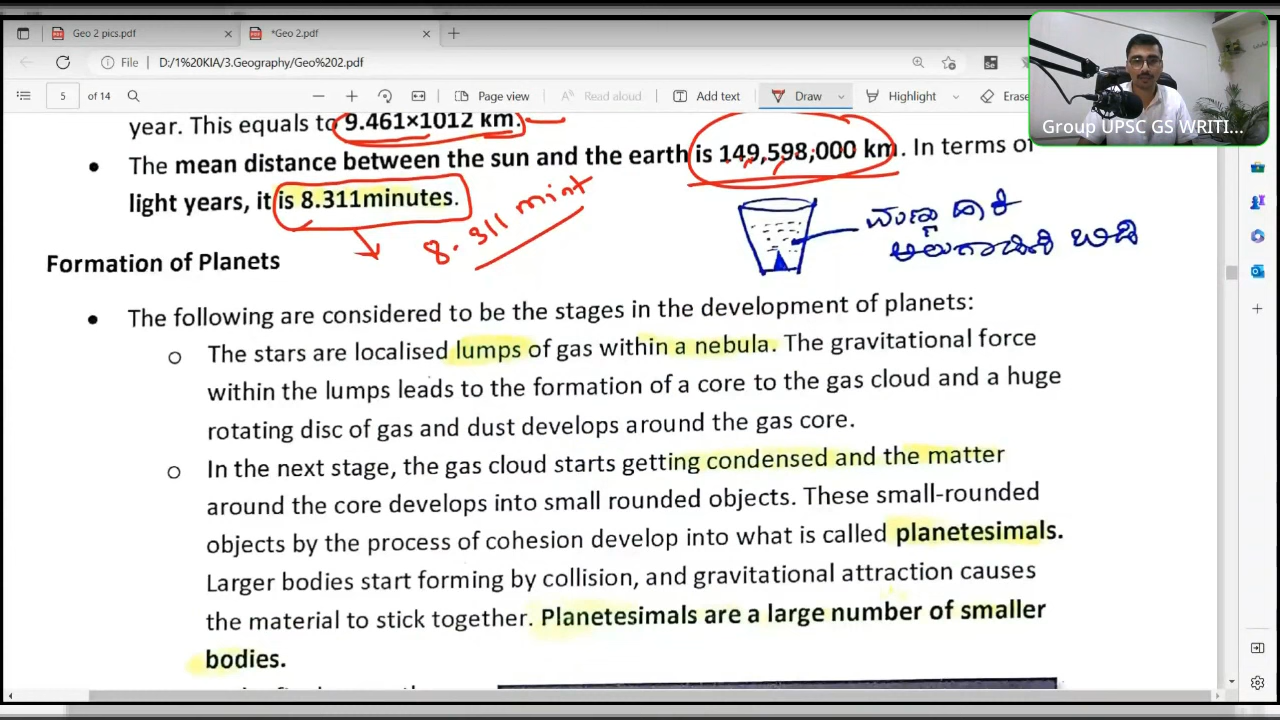 Geo 2 pics.pdf
*Geo 2.pdf
File
D:/1%20KIA/3.Geography/Geo%202.pdf
5 of 14
Page view
Read aloud
Add text
Draw
Highlight
Erase
Group UPSC GS WRITI...
year. This equals to 9.461×1012 km.
• The mean distance between the sun and the earth is 149,598,000 km. In terms of
light years, it is 8.311minutes.
8.311 mint
ಮಣ್ಣು ಹಾಕಿ
ಅಲುಗಾಡಿಸಿ ಬಿಡಿ
Formation of Planets
• The following are considered to be the stages in the development of planets:
o The stars are localised lumps of gas within a nebula. The gravitational force
within the lumps leads to the formation of a core to the gas cloud and a huge
rotating disc of gas and dust develops around the gas core.
o In the next stage, the gas cloud starts getting condensed and the matter
around the core develops into small rounded objects. These small-rounded
objects by the process of cohesion develop into what is called planetesimals.
Larger bodies start forming by collision, and gravitational attraction causes
the material to stick together. Planetesimals are a large number of smaller
bodies.